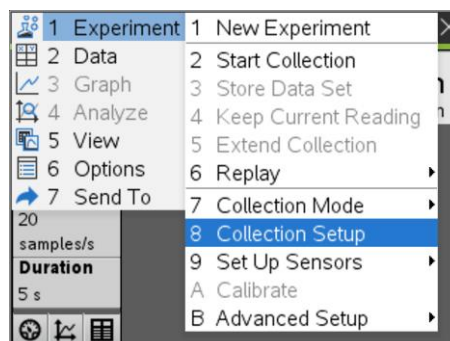 1 Experiment
2 Data
3 Graph
4 Analyze
5 View
6 Options
7 Send To
1 New Experiment
2 Start Collection
3 Store Data Set
4 Keep Current Reading
5 Extend Collection
6 Replay
7 Collection Mode
8 Collection Setup
9 Set Up Sensors
A Calibrate
B Advanced Setup
20
samples/s
Duration
5 s